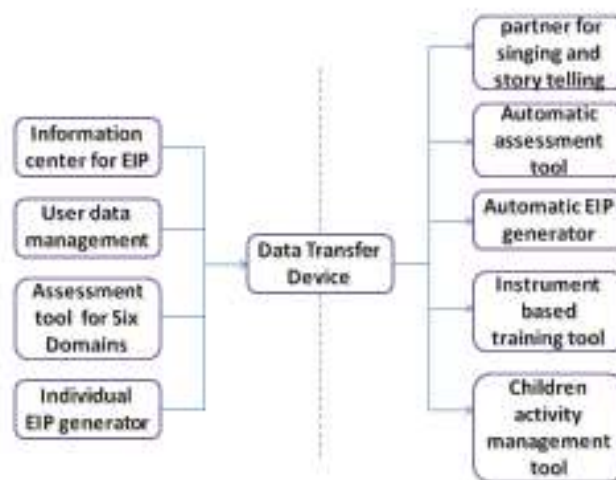 Information
center for EIP
User data
management
Assessment
tool for Six
Domains
Individual
EIP generator
Data Transfer
Device
partner for
singing and
story telling
Automatic
assessment
tool
Automatic EIP
generator
Instrument
based
training tool
Children
activity
management
tool